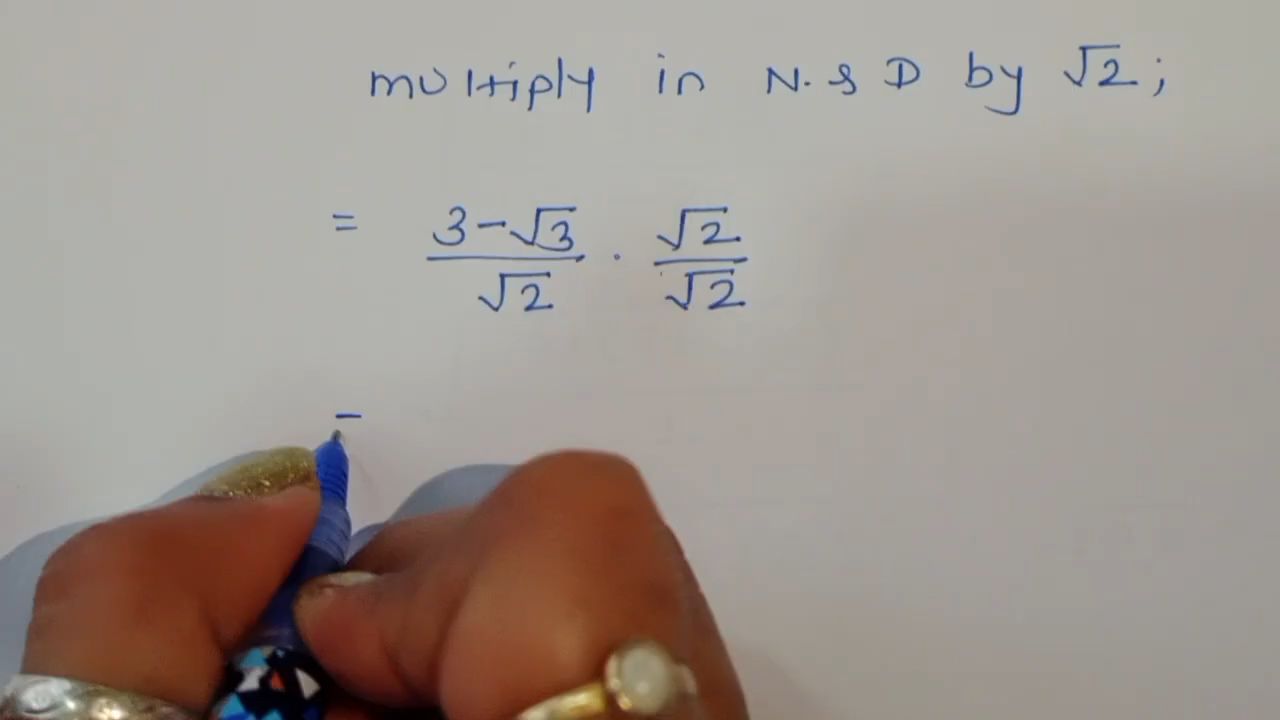 multiply in N. & D by √2;
= (3-√3)/√2 · √2/√2
-